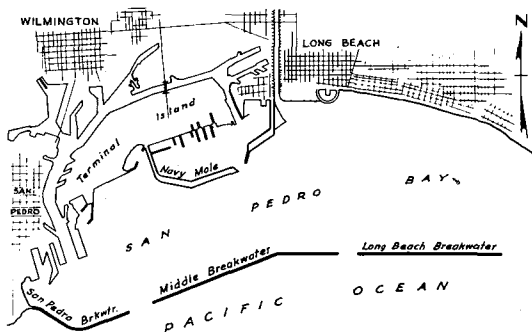 WILMINGTON
N
LONG BEACH
Terminal Island
Navy Mole
SAN
PEDRO
SAN PEDRO BAY
Long Beach Breakwater
Middle Breakwater
San Pedro Brkwtr.
PACIFIC OCEAN